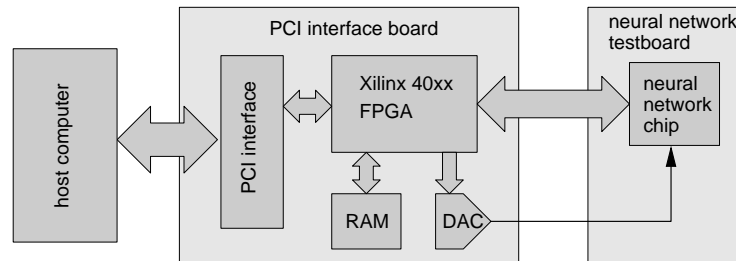 PCI interface board
neural network
testboard
host computer
PCI interface
Xilinx 40xx
FPGA
neural
network
chip
RAM
DAC